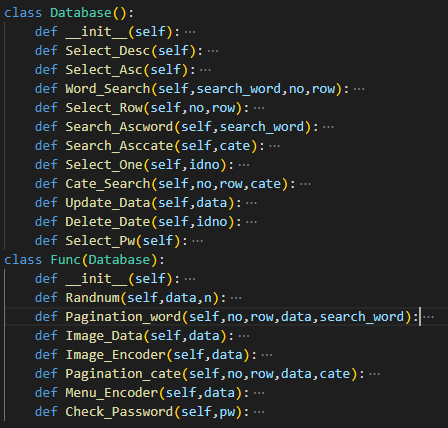 class Database():
def __init__(self):…
def Select_Desc(self):…
def Select_Asc(self):…
def Word_Search(self,search_word,no,row):…
def Select_Row(self,no,row):…
def Search_Ascword(self,search_word):…
def Search_Asccate(self,cate):…
def Select_One(self,idno):…
def Cate_Search(self,no,row,cate):…
def Update_Data(self,data):…
def Delete_Date(self,idno):…
def Select_Pw(self):…
class Func(Database):
def __init__(self):…
def Randnum(self,data,n):…
def Pagination_word(self,no,row,data,search_word):…
def Image_Data(self,data):…
def Image_Encoder(self,data):…
def Pagination_cate(self,no,row,data,cate):…
def Menu_Encoder(self,data):…
def Check_Password(self,pw):…